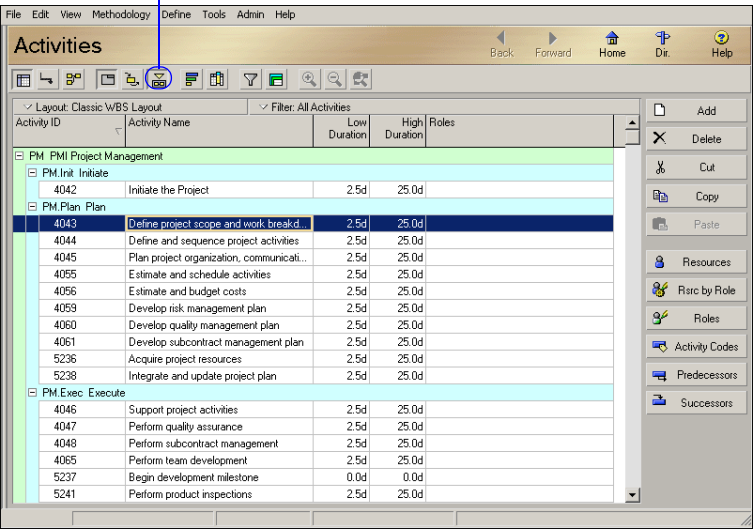 File Edit View Methodology Define Tools Admin Help
Activities
Back Forward Home Dir. Help
Layout: Classic WBS Layout Filter: All Activities
Activity ID Activity Name Low Duration High Duration Roles
PM PMI Project Management
PM.Init Initiate
4042 Initiate the Project 2.5d 25.0d
PM.Plan Plan
4043 Define project scope and work breakd... 2.5d 25.0d
4044 Define and sequence project activities 2.5d 25.0d
4045 Plan project organization, communicati... 2.5d 25.0d
4055 Estimate and schedule activities 2.5d 25.0d
4056 Estimate and budget costs 2.5d 25.0d
4059 Develop risk management plan 2.5d 25.0d
4060 Develop quality management plan 2.5d 25.0d
4061 Develop subcontract management plan 2.5d 25.0d
5236 Acquire project resources 2.5d 25.0d
5238 Integrate and update project plan 2.5d 25.0d
PM.Exec Execute
4046 Support project activities 2.5d 25.0d
4047 Perform quality assurance 2.5d 25.0d
4048 Perform subcontract management 2.5d 25.0d
4065 Perform team development 2.5d 25.0d
5237 Begin development milestone 0.0d 0.0d
5241 Perform product inspections 2.5d 25.0d
Add
Delete
Cut
Copy
Paste
Resources
Rsrc by Role
Roles
Activity Codes
Predecessors
Successors